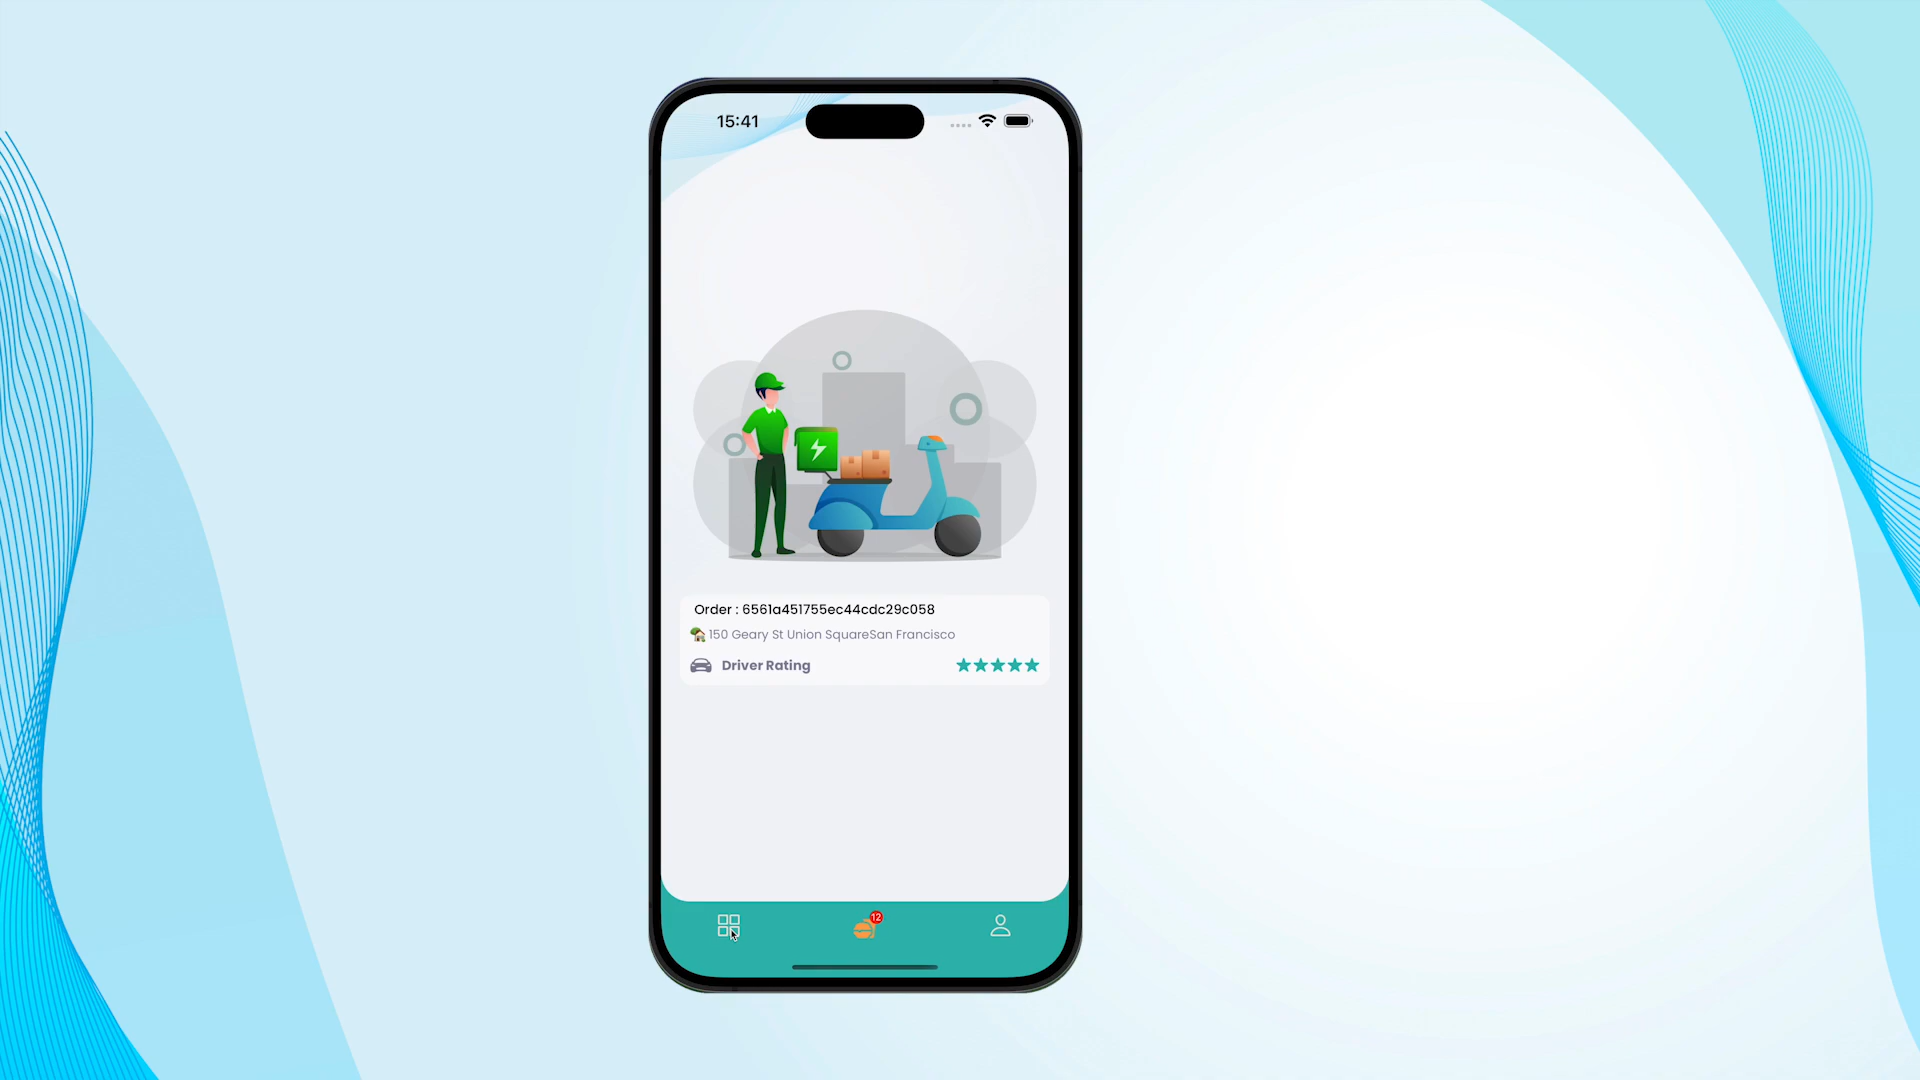 15:41
Order : 6561a451755ec44cdc29c058
150 Geary St Union SquareSan Francisco
Driver Rating
12